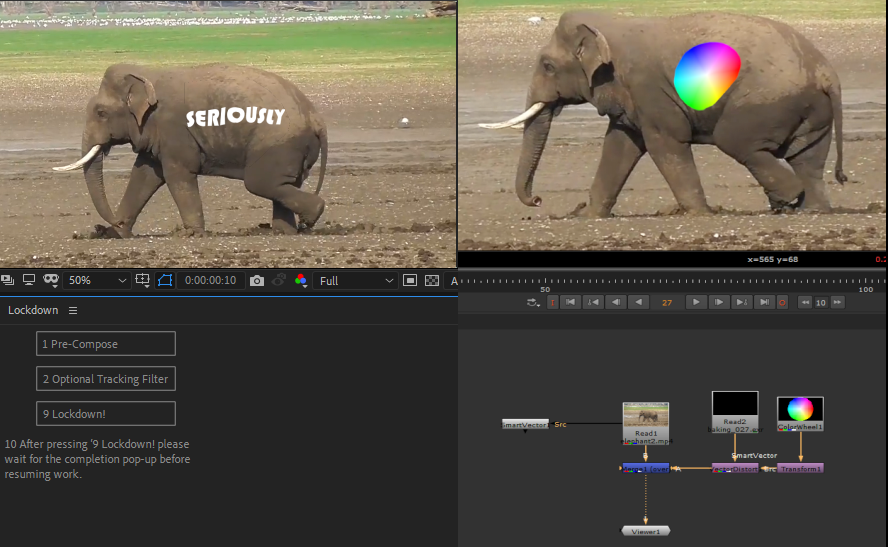 SERIOUSLY
x=565 y=68
50%
0:00:00:10
Full
50
100
27
10
Lockdown
1 Pre-Compose
2 Optional Tracking Filter
9 Lockdown!
10 After pressing '9 Lockdown! please
wait for the completion pop-up before
resuming work.
SmartVector
Src
Read1
elephant2.mp4
Read2
baking_027.exr
ColorWheel1
SmartVector
VectorDistort
Src
Transform1
Viewer1